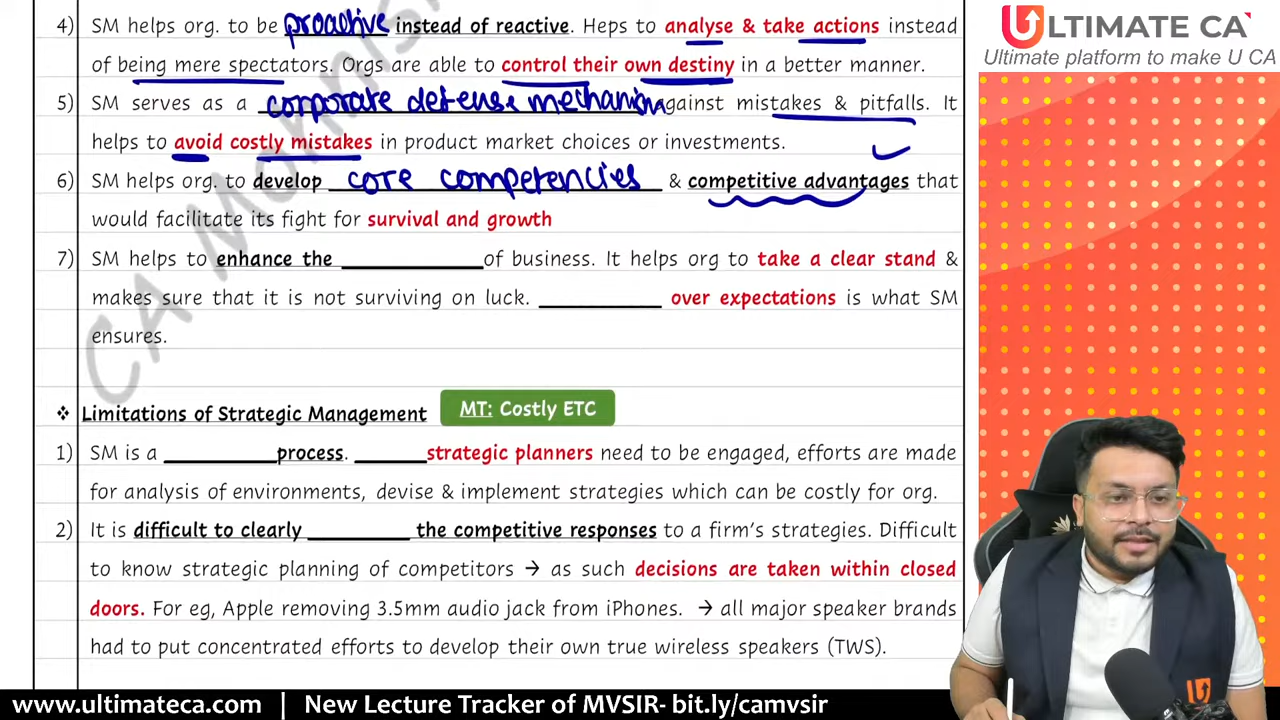 4) SM helps org. to be proactive instead of reactive. Heps to analyse & take actions instead
of being mere spectators. Orgs are able to control their own destiny in a better manner.
5) SM serves as a corporate defense mechanism against mistakes & pitfalls. It
helps to avoid costly mistakes in product market choices or investments.
6) SM helps org. to develop core competencies & competitive advantages that
would facilitate its fight for survival and growth
7) SM helps to enhance the ____________ of business. It helps org to take a clear stand &
makes sure that it is not surviving on luck. ____________ over expectations is what SM
ensures.
❖ Limitations of Strategic Management MT: Costly ETC
1) SM is a ____________ process. ______ strategic planners need to be engaged, efforts are made
for analysis of environments, devise & implement strategies which can be costly for org.
2) It is difficult to clearly __________ the competitive responses to a firm's strategies. Difficult
to know strategic planning of competitors → as such decisions are taken within closed
doors. For eg, Apple removing 3.5mm audio jack from iPhones. → all major speaker brands
had to put concentrated efforts to develop their own true wireless speakers (TWS).
ULTIMATE CA
Ultimate platform to make U CA
www.ultimateca.com | New Lecture Tracker of MVSIR- bit.ly/camvsir